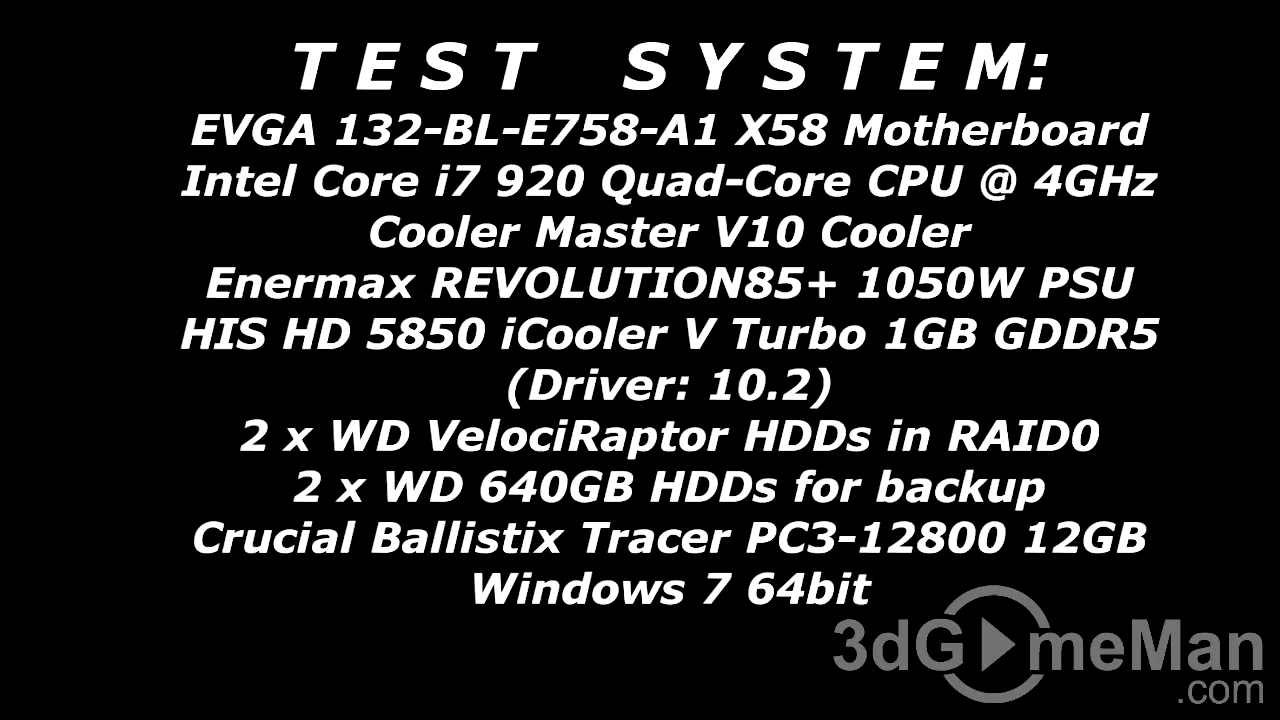 TEST SYSTEM:
EVGA 132-BL-E758-A1 X58 Motherboard
Intel Core i7 920 Quad-Core CPU @ 4GHz
Cooler Master V10 Cooler
Enermax REVOLUTION85+ 1050W PSU
HIS HD 5850 iCooler V Turbo 1GB GDDR5
(Driver: 10.2)
2 x WD VelociRaptor HDDs in RAID0
2 x WD 640GB HDDs for backup
Crucial Ballistix Tracer PC3-12800 12GB
Windows 7 64bit
3dGameMan
.com